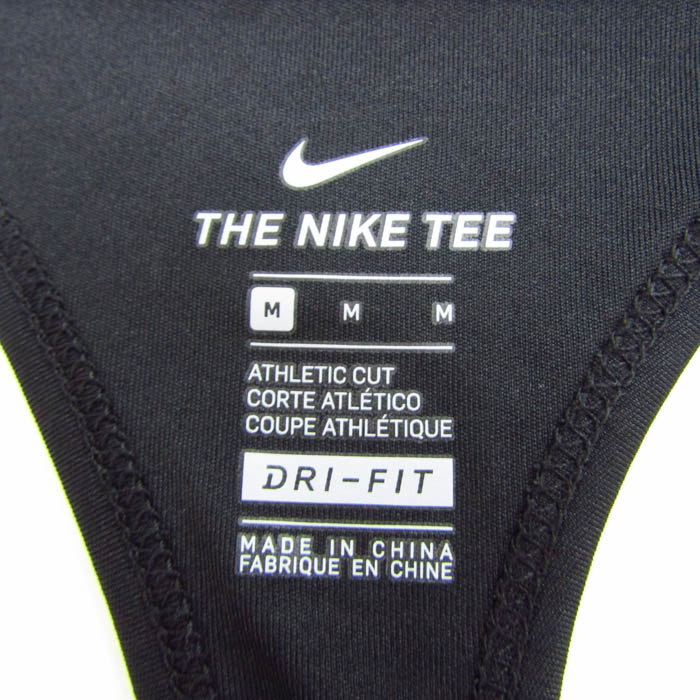 THE NIKE TEE
M M M
ATHLETIC CUT
CORTE ATLÉTICO
COUPE ATHLÉTIQUE
DRI-FIT
MADE IN CHINA
FABRIQUE EN CHINE